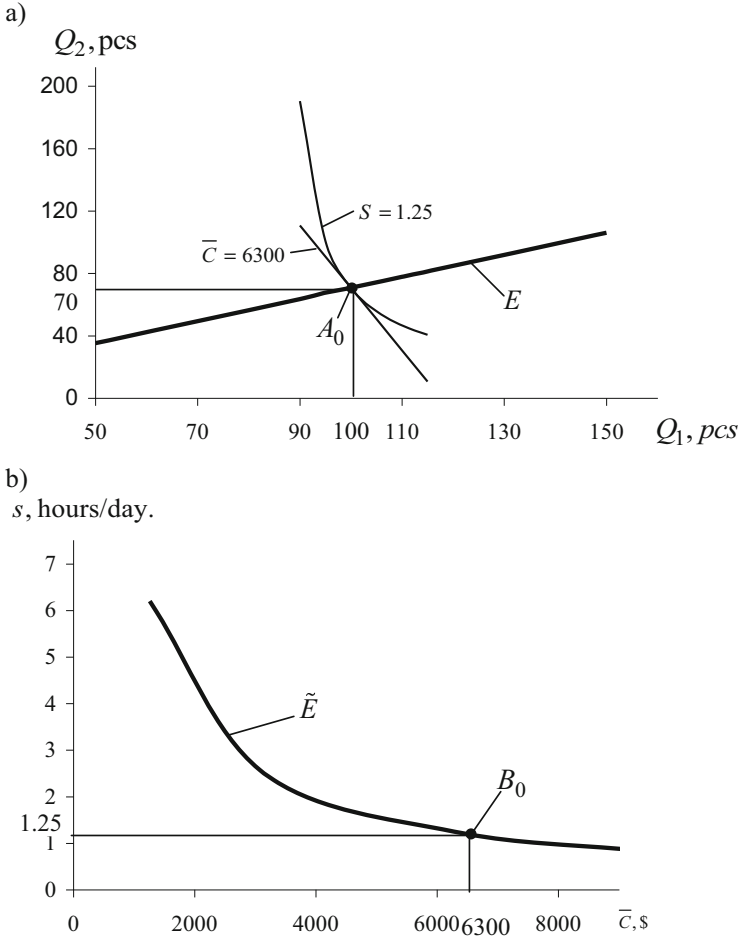 a)
Q₂, pcs
200
160
120
80
70
40
0
S = 1.25
C̅ = 6300
A₀
E
50 70 90 100 110 130 150 Q₁, pcs
b)
s, hours/day.
7
6
5
4
3
2
1.25
1
0
Ẽ
B₀
0 2000 4000 6000 6300 8000 C̅, $